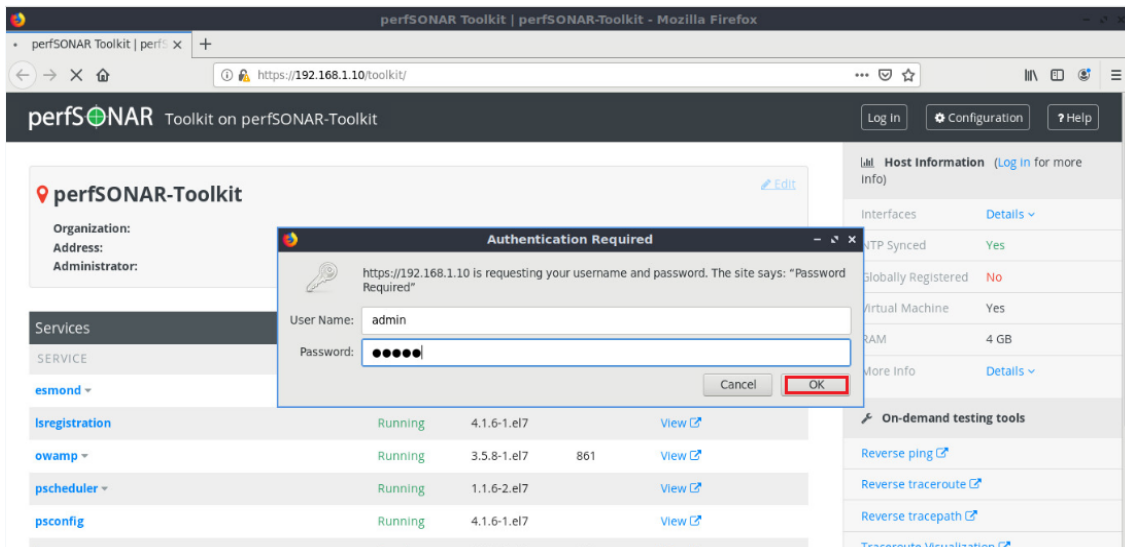 perfSONAR Toolkit | perfSONAR-Toolkit - Mozilla Firefox
perfSONAR Toolkit | perfS
https://192.168.1.10/toolkit/
perfSONAR Toolkit on perfSONAR-Toolkit
Log in
Configuration
? Help
perfSONAR-Toolkit
Edit
Organization:
Address:
Administrator:
Host Information (Log in for more
info)
Interfaces Details
NTP Synced Yes
Globally Registered No
Virtual Machine Yes
RAM 4 GB
More Info Details
Authentication Required
https://192.168.1.10 is requesting your username and password. The site says: “Password
Required”
User Name: admin
Password: ●●●●●
Cancel OK
Services
SERVICE
esmond
lsregistration Running 4.1.6-1.el7 View
owamp Running 3.5.8-1.el7 861 View
pscheduler Running 1.1.6-2.el7 View
psconfig Running 4.1.6-1.el7 View
On-demand testing tools
Reverse ping
Reverse traceroute
Reverse tracepath
Traceroute Visualization